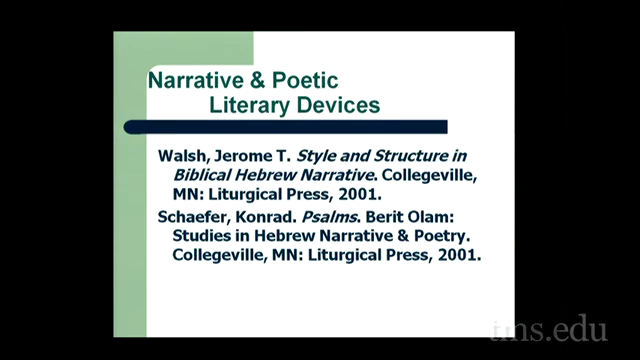 Narrative & Poetic
Literary Devices
Walsh, Jerome T. Style and Structure in
Biblical Hebrew Narrative. Collegeville,
MN: Liturgical Press, 2001.
Schaefer, Konrad. Psalms. Berit Olam:
Studies in Hebrew Narrative & Poetry.
Collegeville, MN: Liturgical Press, 2001.
tms.edu